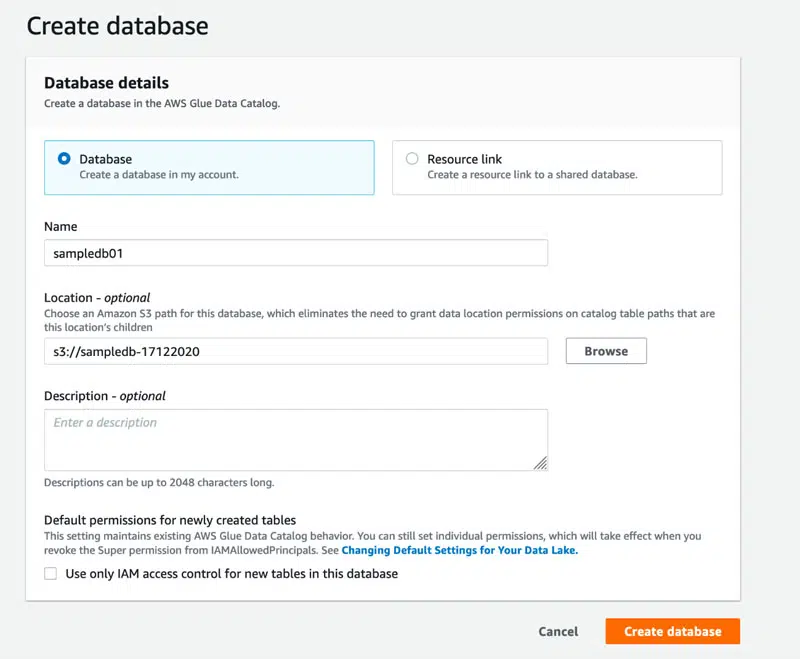 Create database
Database details
Create a database in the AWS Glue Data Catalog.
Database
Create a database in my account.
Resource link
Create a resource link to a shared database.
Name
sampledb01
Location - optional
Choose an Amazon S3 path for this database, which eliminates the need to grant data location permissions on catalog table paths that are
this location's children
s3://sampledb-17122020
Browse
Description - optional
Enter a description
Descriptions can be up to 2048 characters long.
Default permissions for newly created tables
This setting maintains existing AWS Glue Data Catalog behavior. You can still set individual permissions, which will take effect when you
revoke the Super permission from IAMAllowedPrincipals. See Changing Default Settings for Your Data Lake.
Use only IAM access control for new tables in this database
Cancel
Create database